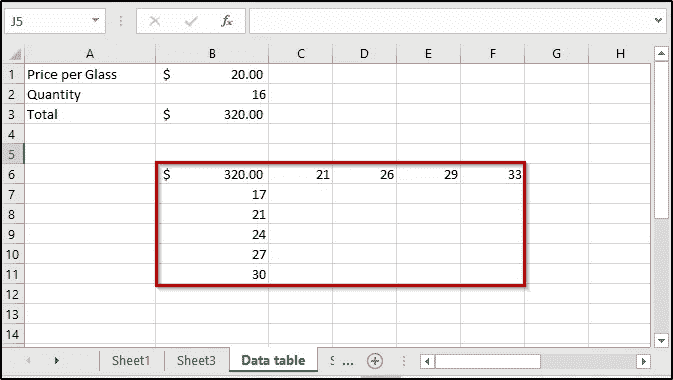 J5 fx
A B C D E F G H
1 Price per Glass $ 20.00
2 Quantity 16
3 Total $ 320.00
4
5
6 $ 320.00 21 26 29 33
7 17
8 21
9 24
10 27
11 30
12
13
14
Sheet1 Sheet3 Data table S ...